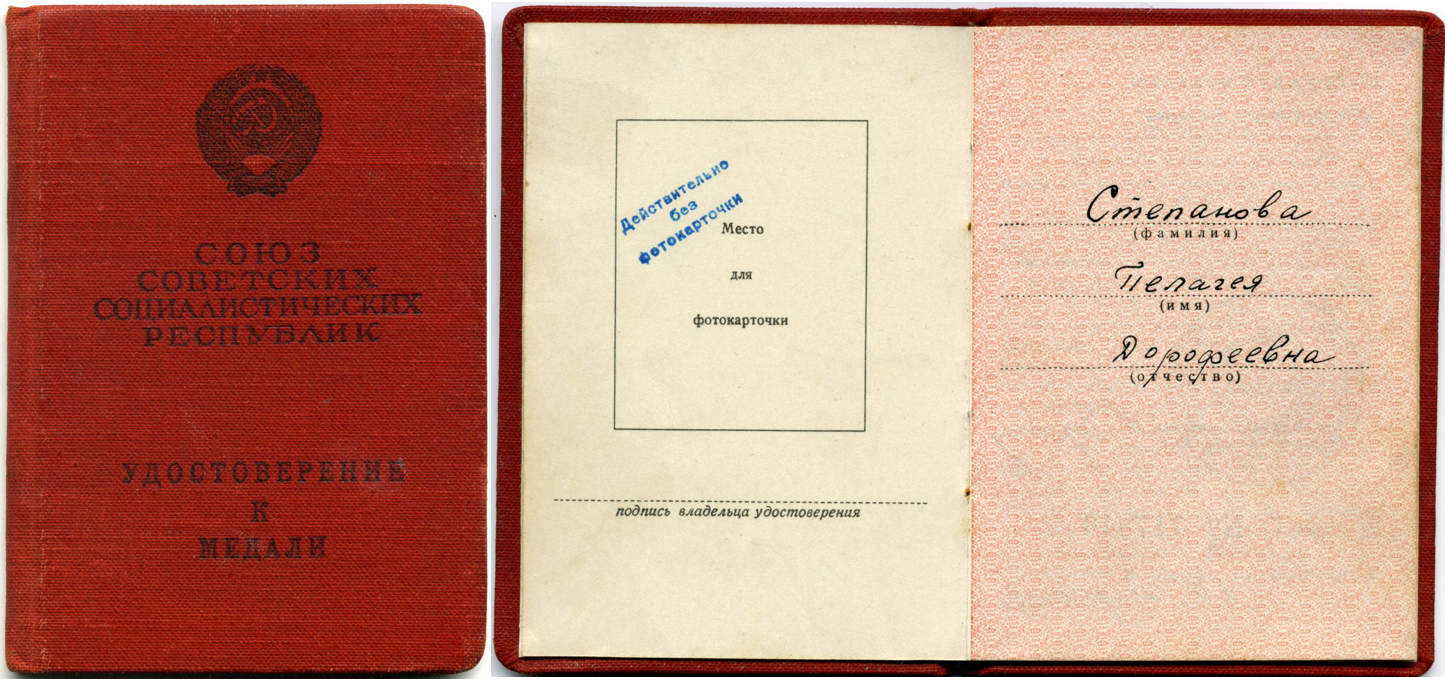 СОЮЗ
СОВЕТСКИХ
СОЦИАЛИСТИЧЕСКИХ
РЕСПУБЛИК
УДОСТОВЕРЕНИЕ
К
МЕДАЛИ
Действительно
без
фотокарточки
Место
для
фотокарточки
подпись владельца удостоверения
Степанова
(фамилия)
Пелагея
(имя)
Дорофеевна
(отчество)